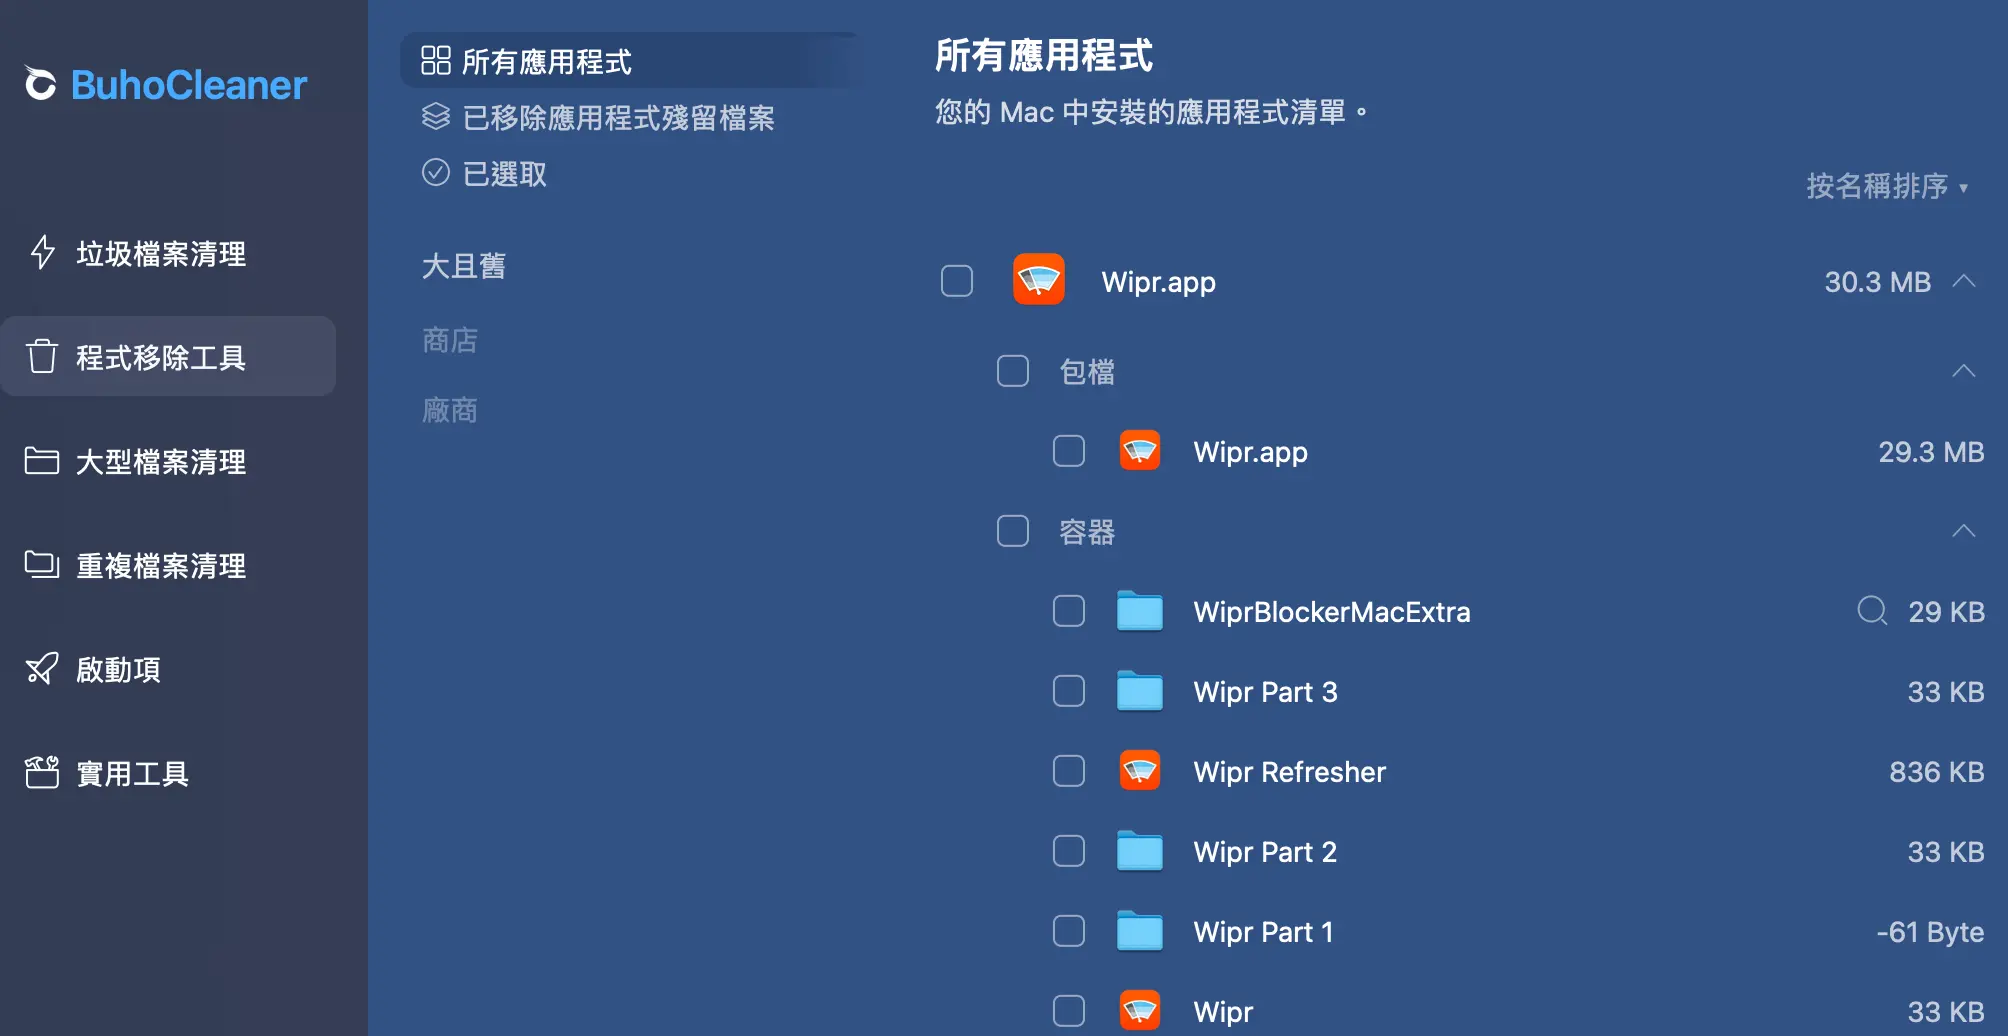 BuhoCleaner
垃圾檔案清理
程式移除工具
大型檔案清理
重複檔案清理
啟動項
實用工具
所有應用程式
已移除應用程式殘留檔案
已選取
大且舊
商店
廠商
所有應用程式
您的 Mac 中安裝的應用程式清單。
按名稱排序
Wipr.app 30.3 MB
包檔
Wipr.app 29.3 MB
容器
WiprBlockerMacExtra 29 KB
Wipr Part 3 33 KB
Wipr Refresher 836 KB
Wipr Part 2 33 KB
Wipr Part 1 -61 Byte
Wipr 33 KB